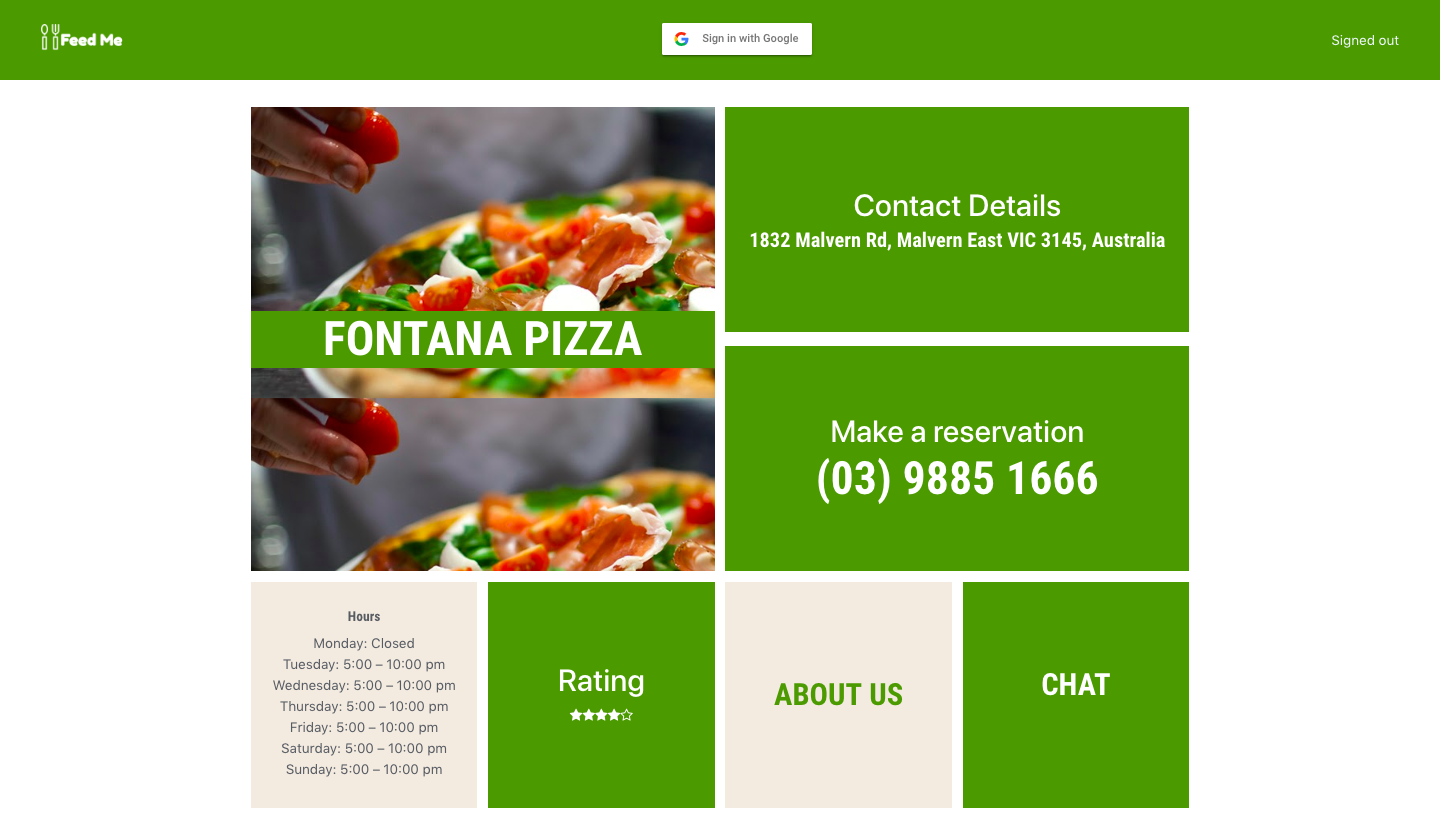 Feed Me
Sign in with Google
Signed out
FONTANA PIZZA
Contact Details
1832 Malvern Rd, Malvern East VIC 3145, Australia
Make a reservation
(03) 9885 1666
Hours
Monday: Closed
Tuesday: 5:00 – 10:00 pm
Wednesday: 5:00 – 10:00 pm
Thursday: 5:00 – 10:00 pm
Friday: 5:00 – 10:00 pm
Saturday: 5:00 – 10:00 pm
Sunday: 5:00 – 10:00 pm
Rating
ABOUT US
CHAT